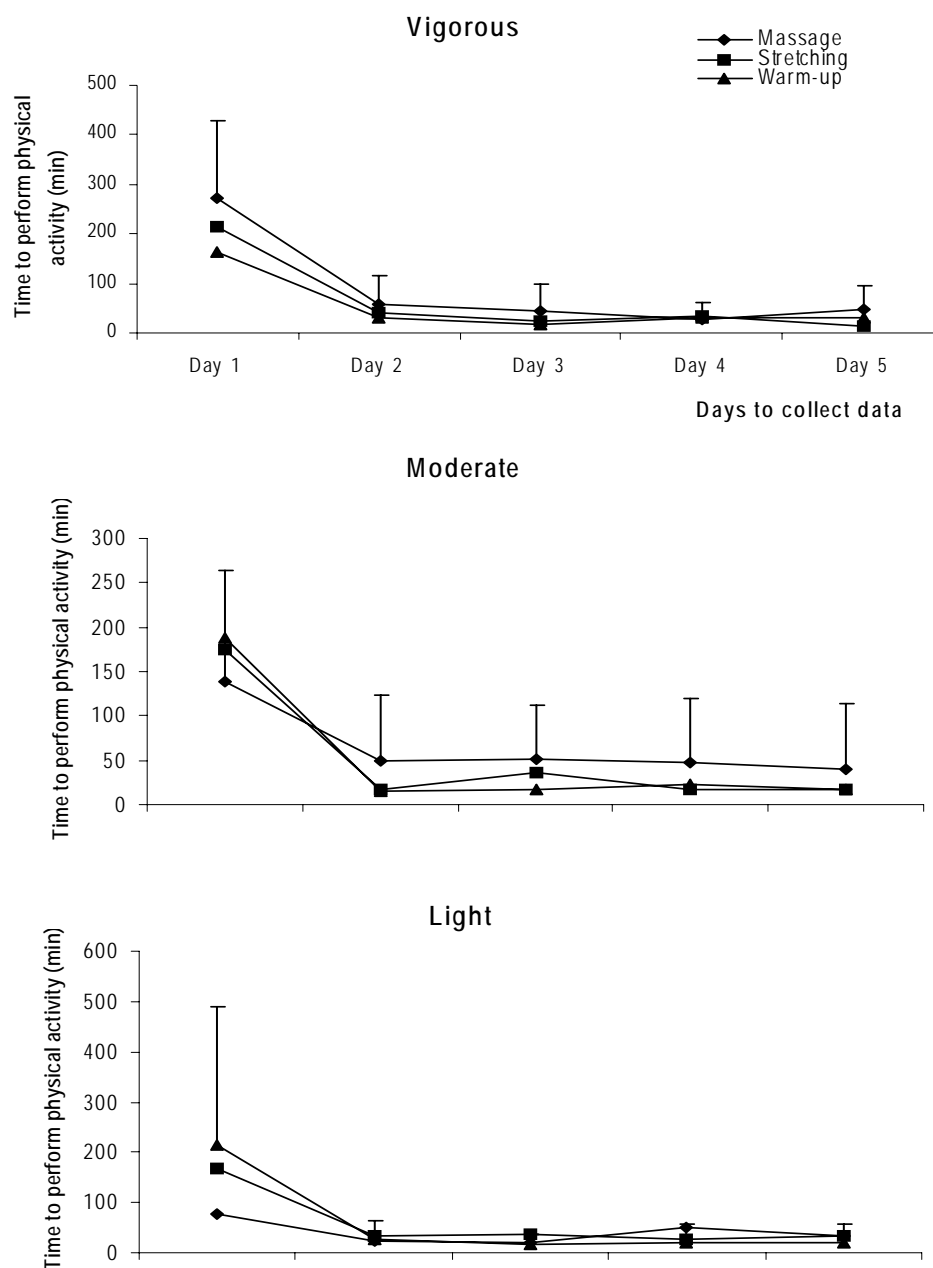 Vigorous
Massage
Stretching
Warm-up
Time to perform physical
activity (min)
500
400
300
200
100
0
Day 1 Day 2 Day 3 Day 4 Day 5
Days to collect data
Moderate
Time to perform physical activity (min)
300
250
200
150
100
50
0
Light
Time to perform physical activity (min)
600
500
400
300
200
100
0